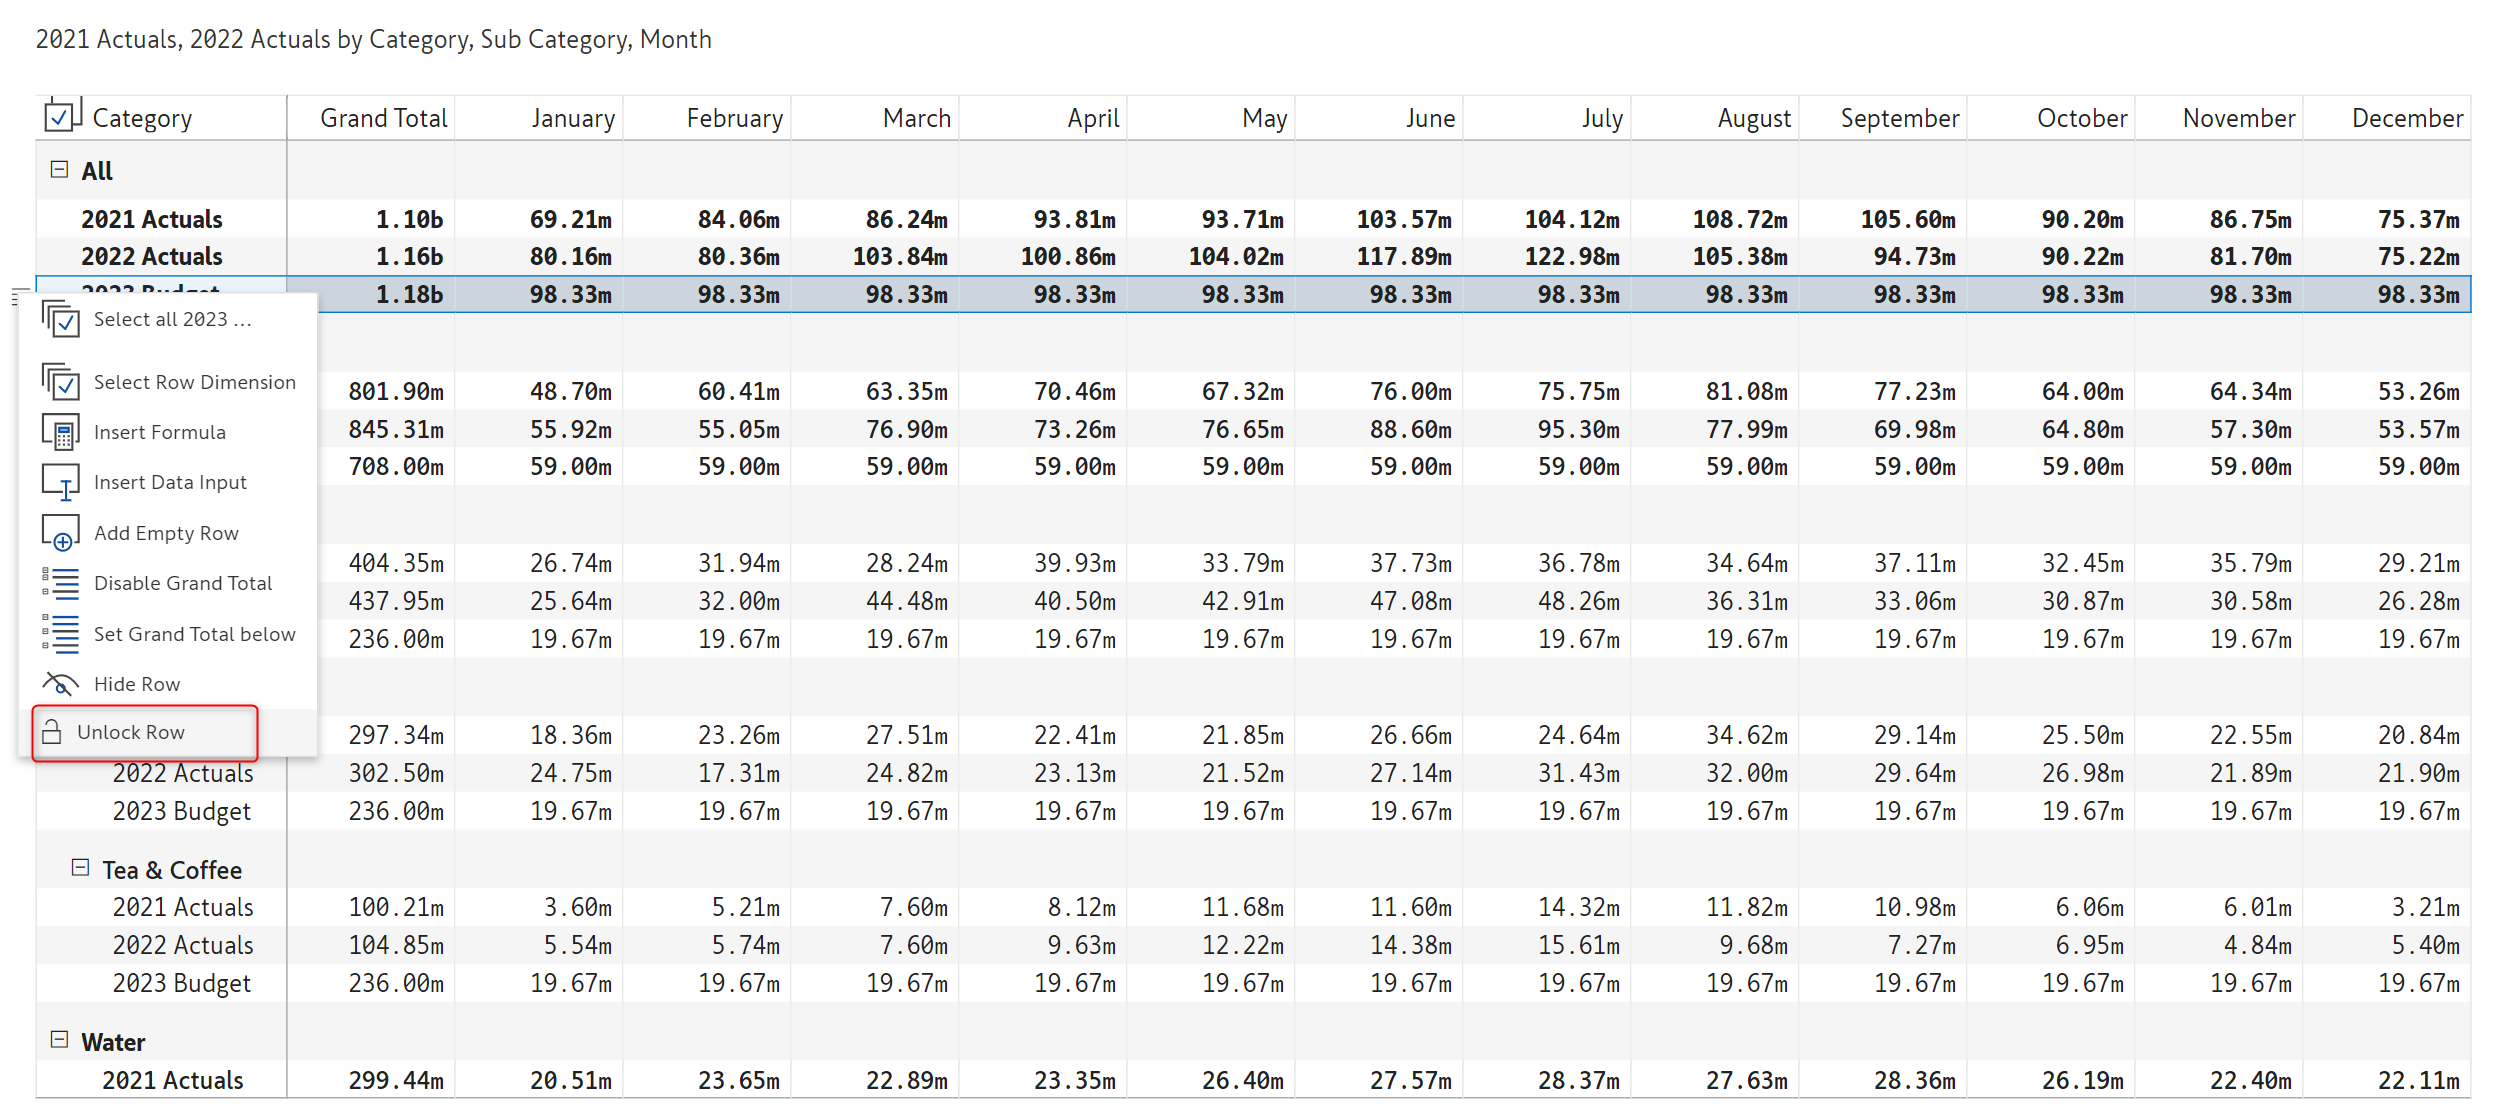 2021 Actuals, 2022 Actuals by Category, Sub Category, Month
Category Grand Total January February March April May June July August September October November December
All
2021 Actuals 1.10b 69.21m 84.06m 86.24m 93.81m 93.71m 103.57m 104.12m 108.72m 105.60m 90.20m 86.75m 75.37m
2022 Actuals 1.16b 80.16m 80.36m 103.84m 100.86m 104.02m 117.89m 122.98m 105.38m 94.73m 90.22m 81.70m 75.22m
2023 Budget 1.18b 98.33m 98.33m 98.33m 98.33m 98.33m 98.33m 98.33m 98.33m 98.33m 98.33m 98.33m 98.33m
Select all 2023 ...
Select Row Dimension 801.90m 48.70m 60.41m 63.35m 70.46m 67.32m 76.00m 75.75m 81.08m 77.23m 64.00m 64.34m 53.26m
Insert Formula 845.31m 55.92m 55.05m 76.90m 73.26m 76.65m 88.60m 95.30m 77.99m 69.98m 64.80m 57.30m 53.57m
Insert Data Input 708.00m 59.00m 59.00m 59.00m 59.00m 59.00m 59.00m 59.00m 59.00m 59.00m 59.00m 59.00m 59.00m
Add Empty Row
Disable Grand Total 404.35m 26.74m 31.94m 28.24m 39.93m 33.79m 37.73m 36.78m 34.64m 37.11m 32.45m 35.79m 29.21m
437.95m 25.64m 32.00m 44.48m 40.50m 42.91m 47.08m 48.26m 36.31m 33.06m 30.87m 30.58m 26.28m
Set Grand Total below 236.00m 19.67m 19.67m 19.67m 19.67m 19.67m 19.67m 19.67m 19.67m 19.67m 19.67m 19.67m 19.67m
Hide Row
Unlock Row 297.34m 18.36m 23.26m 27.51m 22.41m 21.85m 26.66m 24.64m 34.62m 29.14m 25.50m 22.55m 20.84m
2022 Actuals 302.50m 24.75m 17.31m 24.82m 23.13m 21.52m 27.14m 31.43m 32.00m 29.64m 26.98m 21.89m 21.90m
2023 Budget 236.00m 19.67m 19.67m 19.67m 19.67m 19.67m 19.67m 19.67m 19.67m 19.67m 19.67m 19.67m 19.67m
Tea & Coffee
2021 Actuals 100.21m 3.60m 5.21m 7.60m 8.12m 11.68m 11.60m 14.32m 11.82m 10.98m 6.06m 6.01m 3.21m
2022 Actuals 104.85m 5.54m 5.74m 7.60m 9.63m 12.22m 14.38m 15.61m 9.68m 7.27m 6.95m 4.84m 5.40m
2023 Budget 236.00m 19.67m 19.67m 19.67m 19.67m 19.67m 19.67m 19.67m 19.67m 19.67m 19.67m 19.67m 19.67m
Water
2021 Actuals 299.44m 20.51m 23.65m 22.89m 23.35m 26.40m 27.57m 28.37m 27.63m 28.36m 26.19m 22.40m 22.11m